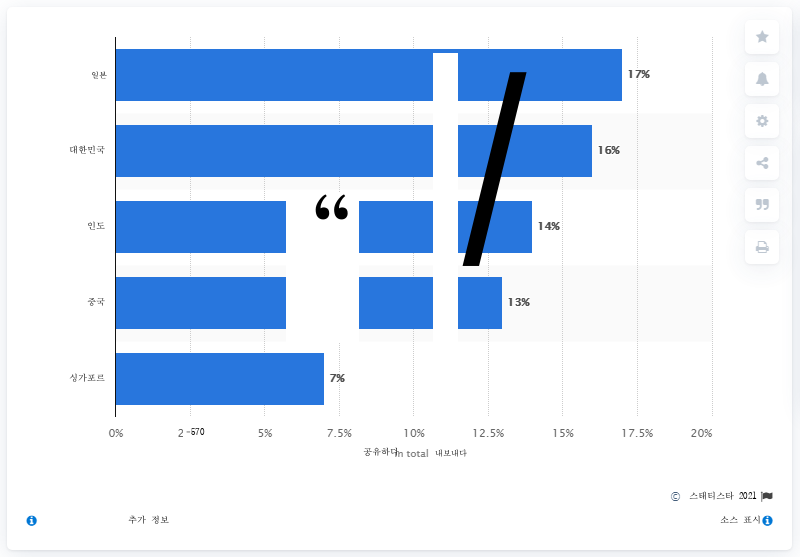 일본 17%
대한민국 16%
“
인도 14%
중국 13%
싱가포르 7%
0% 2 -570 5% 7.5% 10% 12.5% 15% 17.5% 20%
공유하다 in total 내보내다
© 스태티스타 2021
추가 정보 소스 표시